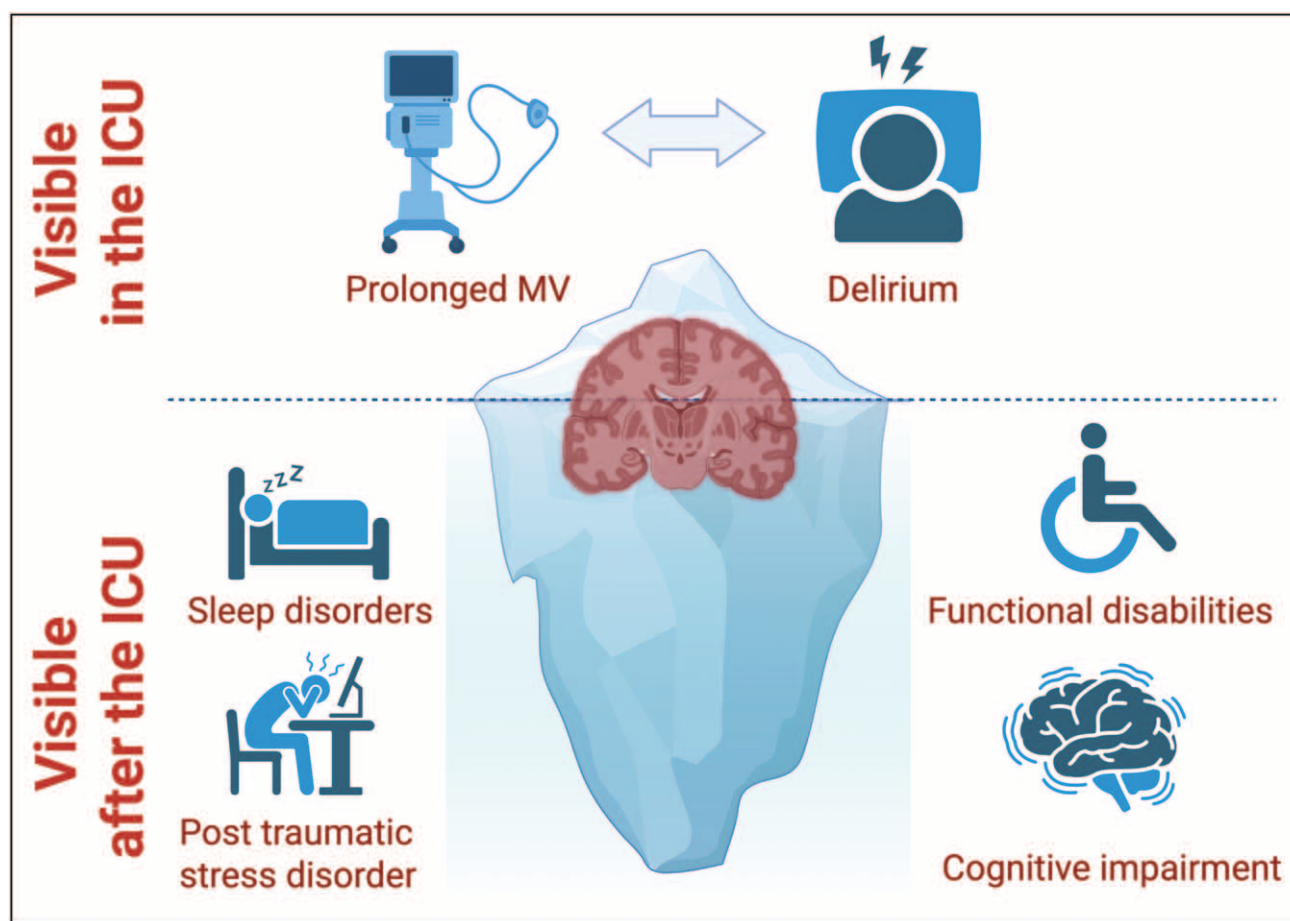 Visible
in the ICU
Prolonged MV
Delirium
Visible
after the ICU
zzz
Sleep disorders
Functional disabilities
Post traumatic
stress disorder
Cognitive impairment